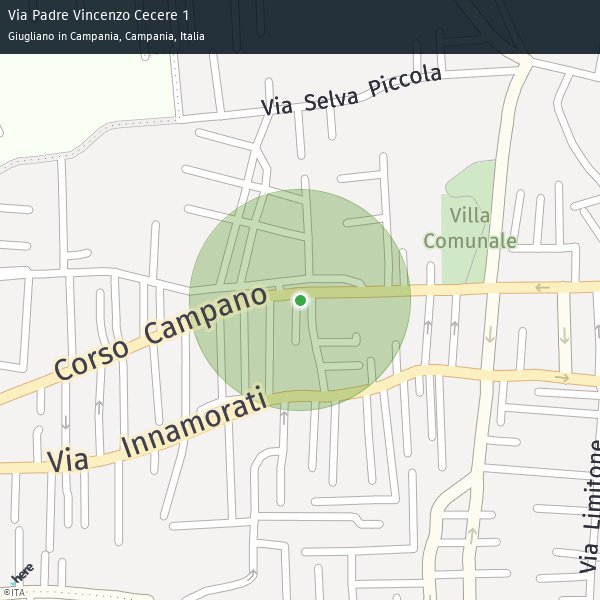 Via Padre Vincenzo Cecere 1
Giugliano in Campania, Campania, Italia
Via Selva Piccola
Villa
Comunale
Corso Campano
Via Innamorati
Via Limitone
here
©ITA